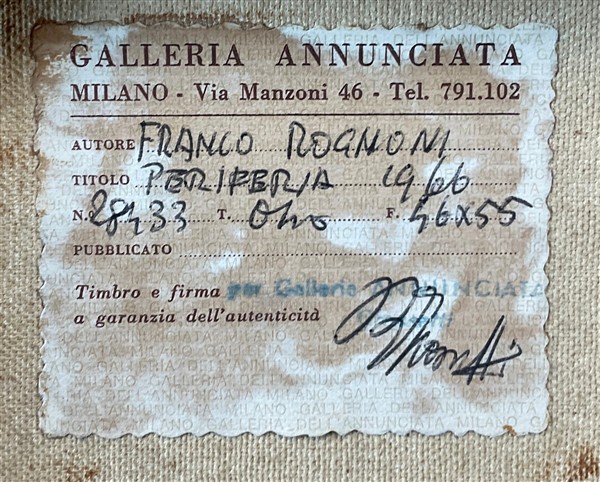 GALLERIA ANNUNCIATA
MILANO - Via Manzoni 46 - Tel. 791.102
AUTORE FRANCO ROGNONI
TITOLO PERIFERIA 1966
N. 28433 T. Olio F. 46x55
PUBBLICATO
Timbro e firma per Galleria ANNUNCIATA
a garanzia dell'autenticità